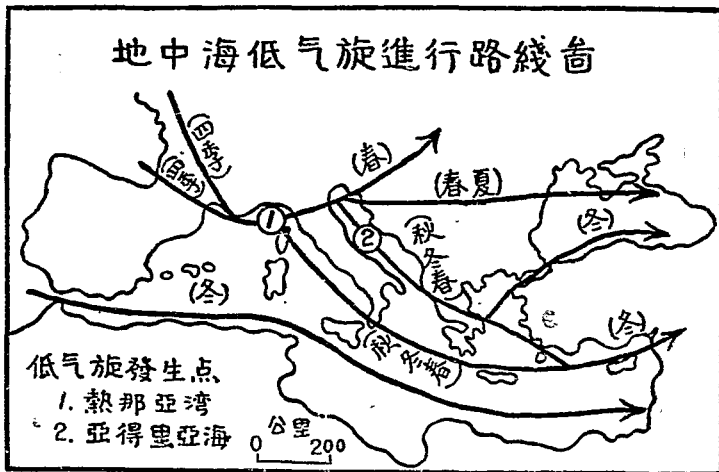 地中海低气旋進行路綫啚
(四季)
(四季)
(春)
(春夏)
(冬)
1
2
(秋冬春)
(冬)
(冬)
(秋冬春)
低气旋發生点
1. 熱那亞湾
2. 亞得里亞海
公里
0 200